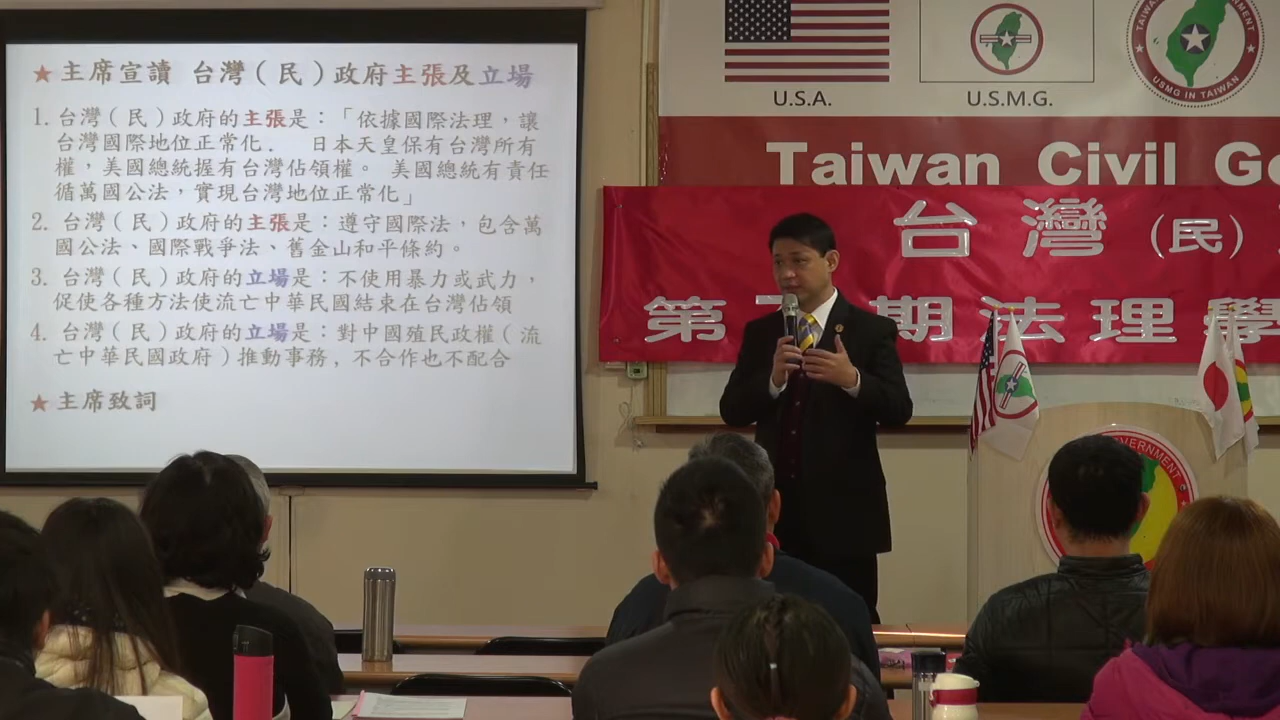 ★ 主席宣讀 台灣(民)政府主張及立場
1. 台灣(民)政府的主張是:「依據國際法理,讓
台灣國際地位正常化. 日本天皇保有台灣所有
權,美國總統握有台灣佔領權。 美國總統有責任
循萬國公法,實現台灣地位正常化」
2. 台灣(民)政府的主張是:遵守國際法,包含萬
國公法、國際戰爭法、舊金山和平條約。
3. 台灣(民)政府的立場是:不使用暴力或武力,
促使各種方法使流亡中華民國結束在台灣佔領
4. 台灣(民)政府的立場是:對中國殖民政權(流
亡中華民國政府)推動事務, 不合作也不配合
★ 主席致詞
U.S.A.
U.S.M.G.
USMG IN TAIWAN
Taiwan Civil Go
台灣(民)
第
期法理學